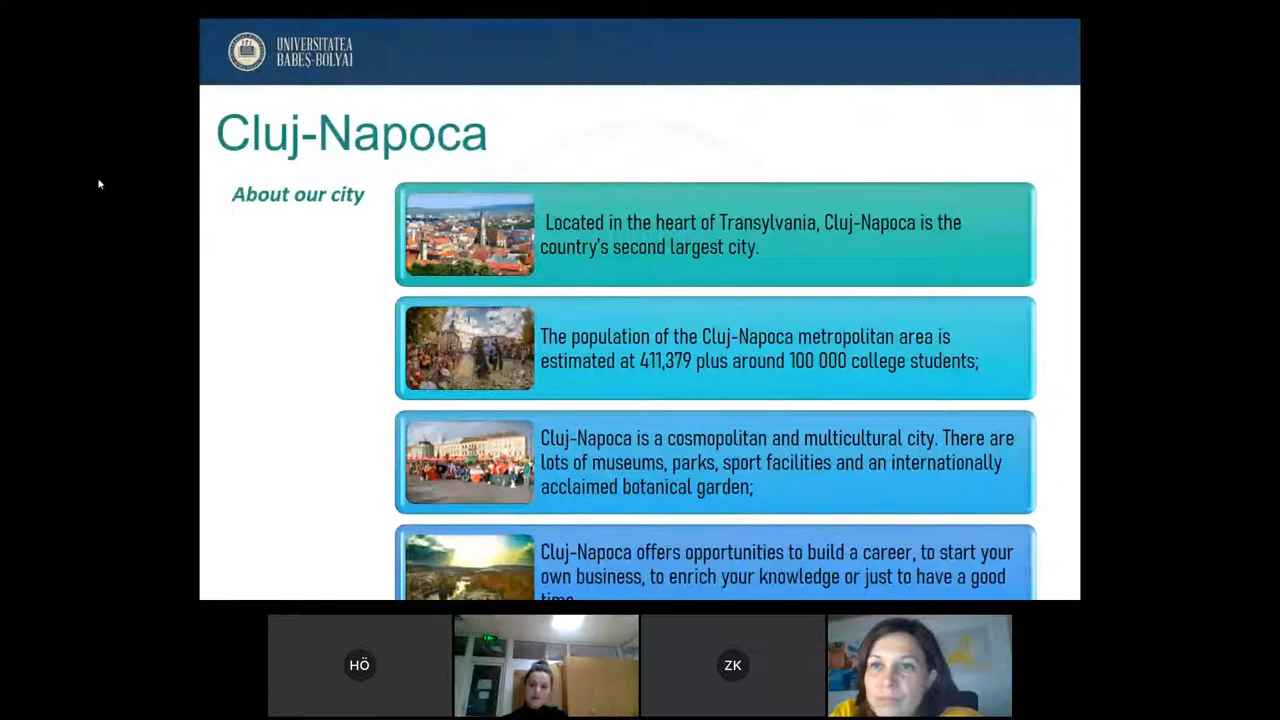 UNIVERSITATEA
BABEŞ-BOLYAI
Cluj-Napoca
About our city
Located in the heart of Transylvania, Cluj-Napoca is the
country's second largest city.
The population of the Cluj-Napoca metropolitan area is
estimated at 411,379 plus around 100 000 college students;
Cluj-Napoca is a cosmopolitan and multicultural city. There are
lots of museums, parks, sport facilities and an internationally
acclaimed botanical garden;
Cluj-Napoca offers opportunities to build a career, to start your
own business, to enrich your knowledge or just to have a good
time
HÖ
ZK